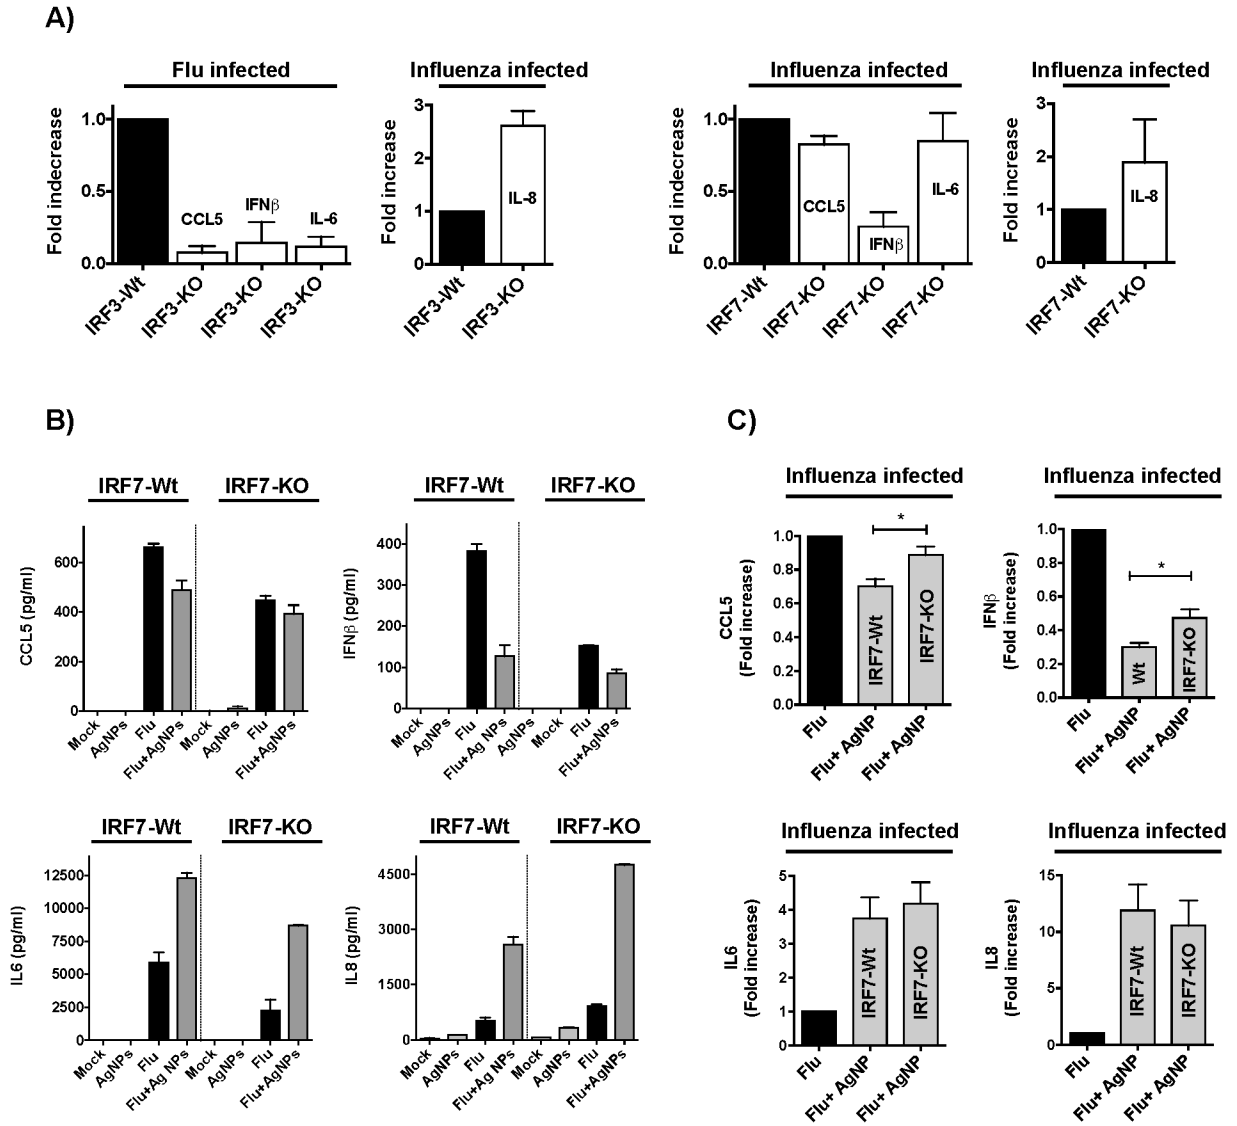 A)
Flu infected
Fold indecrease
1.0
0.5
0.0
CCL5
IFNβ
IL-6
IRF3-Wt
IRF3-KO
IRF3-KO
IRF3-KO
Influenza infected
Fold increase
3
2
1
0
IL-8
IRF3-Wt
IRF3-KO
Influenza infected
Fold increase
1.0
0.5
0.0
CCL5
IFNβ
IL-6
IRF7-Wt
IRF7-KO
IRF7-KO
IRF7-KO
Influenza infected
Fold increase
3
2
1
0
IL-8
IRF7-Wt
IRF7-KO
B)
IRF7-Wt
IRF7-KO
CCL5 (pg/ml)
600
400
200
0
Mock
AgNPs
Flu
Flu+AgNPs
Mock
AgNPs
Flu
Flu+AgNPs
IRF7-Wt
IRF7-KO
IFNβ (pg/ml)
400
300
200
100
0
Mock
AgNPs
Flu
Flu+Ag NPs
AgNPs
Mock
Flu
Flu+AgNPs
IRF7-Wt
IRF7-KO
IL6 (pg/ml)
12500
10000
7500
5000
2500
0
Mock
AgNPs
Flu
Flu+Ag NPs
Mock
AgNPs
Flu
Flu+AgNPs
IRF7-Wt
IRF7-KO
IL8 (pg/ml)
4500
3000
1500
0
Mock
AgNPs
Flu
Flu+Ag NPs
Mock
AgNPs
Flu
Flu+AgNPs
C)
Influenza infected
CCL5
(Fold increase)
1.0
0.8
0.6
0.4
0.2
0.0
*
IRF7-Wt
IRF7-KO
Flu
Flu+ AgNP
Flu+ AgNP
Influenza infected
IFNβ
(Fold increase)
1.0
0.8
0.6
0.4
0.2
0.0
*
Wt
IRF7-KO
Flu
Flu+ AgNP
Flu+ AgNP
Influenza infected
IL6
(Fold increase)
5
4
3
2
1
0
IRF7-Wt
IRF7-KO
Flu
Flu+ AgNP
Flu+ AgNP
Influenza infected
IL8
(Fold increase)
15
10
5
0
IRF7-Wt
IRF7-KO
Flu
Flu+ AgNP
Flu+ AgNP